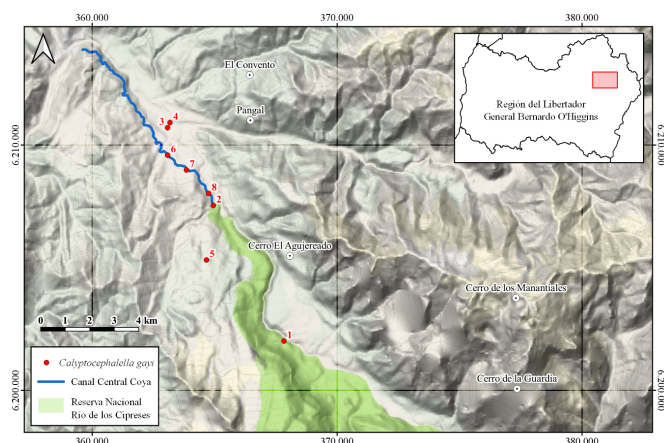 360.000 370.000 380.000
El Convento
Pangal
Región del Libertador
General Bernardo O'Higgins
4
3
6.210.000 6.210.000
6
7
8
2
Cerro El Agujereado
5
Cerro de los Manantiales
0 1 2 3 4 km
1
Calyptocephalella gayi
Canal Central Coya
Reserva Nacional
Rio de los Cipreses
Cerro de la Guardia
6.200.000 6.200.000
360.000 370.000 380.000